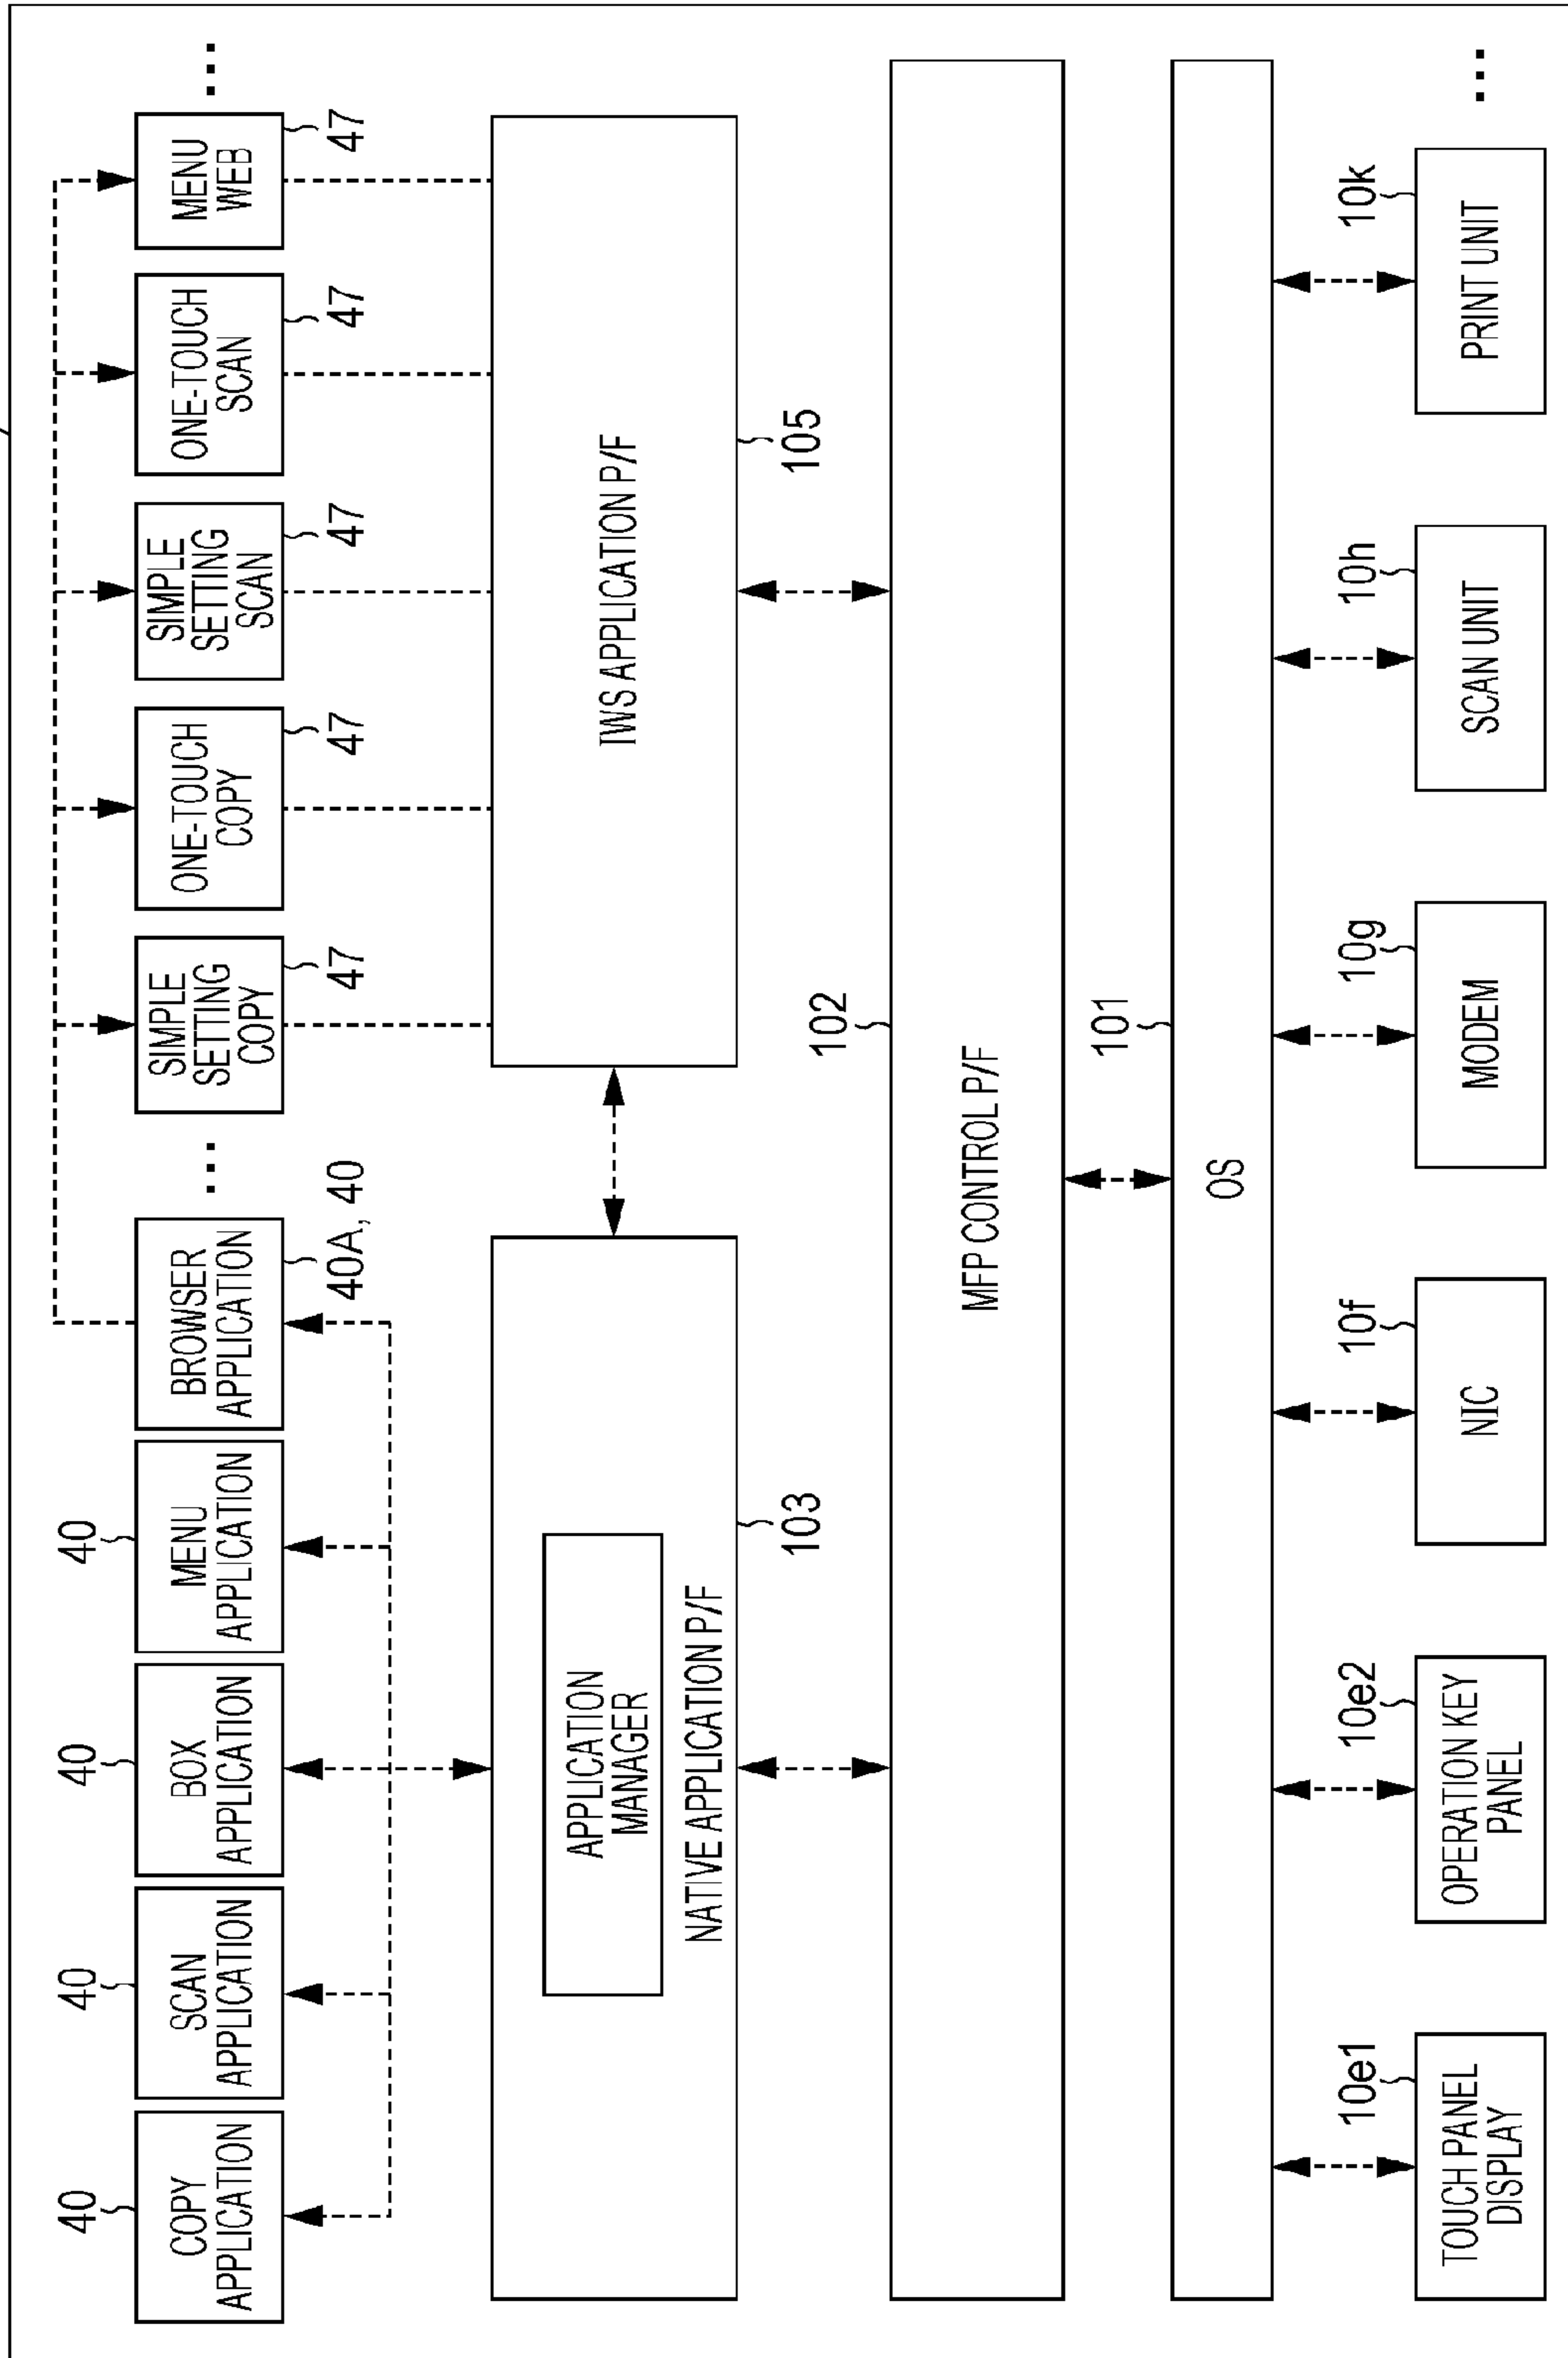 40
40
40
40
COPY
APPLICATION
SCAN
APPLICATION
BOX
APPLICATION
MENU
APPLICATION
BROWSER
APPLICATION
...
SIMPLE
SETTING
COPY
ONE-TOUCH
COPY
SIMPLE
SETTING
SCAN
ONE-TOUCH
SCAN
MENU
WEB
...
40A, 40
47
47
47
47
47
APPLICATION
MANAGER
NATIVE APPLICATION P/F
IWS APPLICATION P/F
103
102
105
MFP CONTROL P/F
101
OS
10e1
10e2
10f
10g
10h
10k
TOUCH PANEL
DISPLAY
OPERATION KEY
PANEL
NIC
MODEM
SCAN UNIT
PRINT UNIT
...